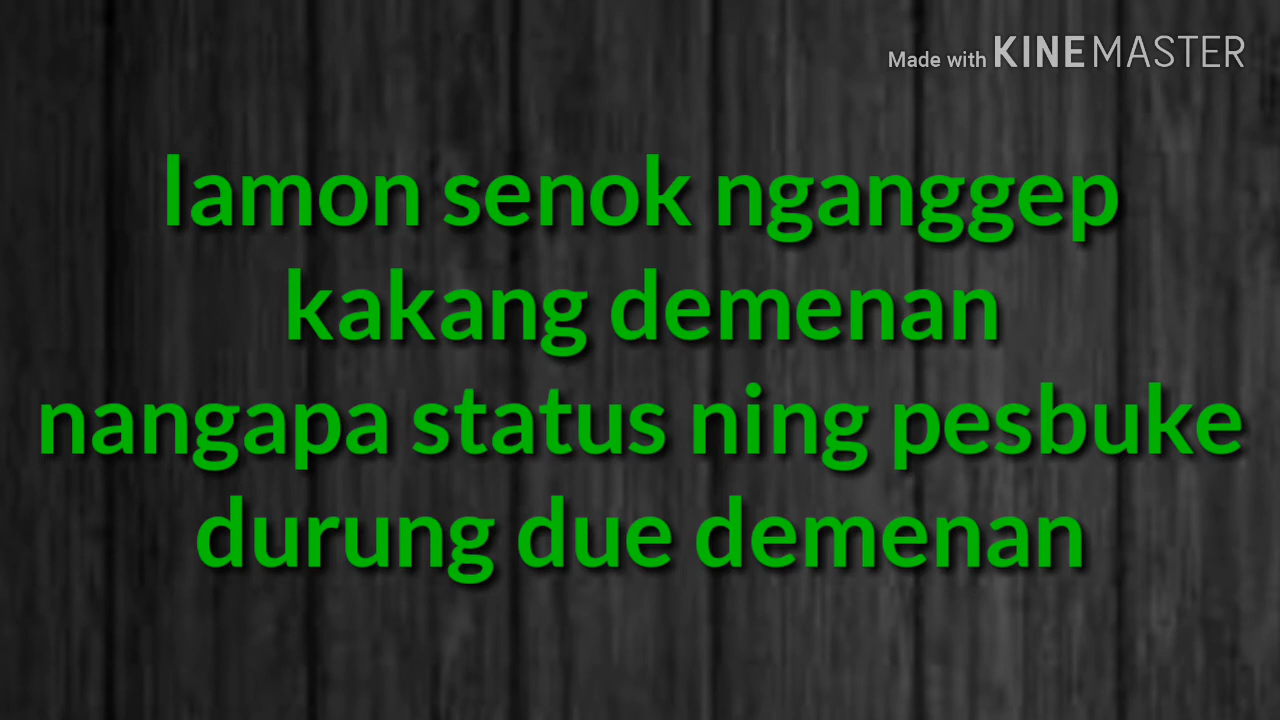 Made with KINEMASTER
lamon senok nganggep
kakang demenan
nangapa status ning pesbuke
durung due demenan